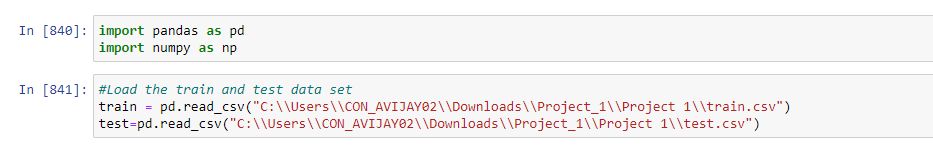 In [840]: import pandas as pd
import numpy as np
In [841]: #Load the train and test data set
train = pd.read_csv("C:\\Users\\CON_AVIJAY02\\Downloads\\Project_1\\Project 1\\train.csv")
test=pd.read_csv("C:\\Users\\CON_AVIJAY02\\Downloads\\Project_1\\Project 1\\test.csv")